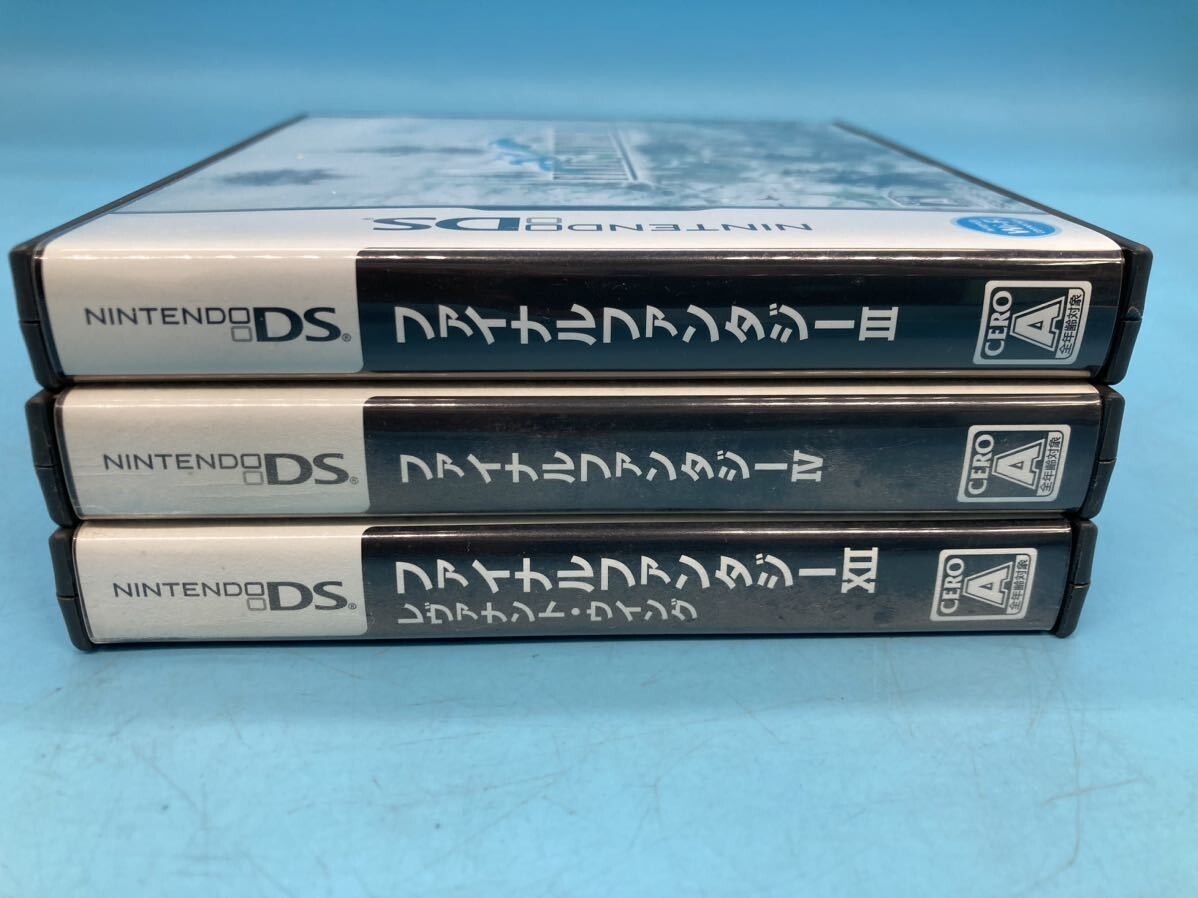 NINTENDO DS
NINTENDO DS ファイナルファンタジーIII CERO A 全年齢対象
NINTENDO DS ファイナルファンタジーIV CERO A 全年齢対象
NINTENDO DS ファイナルファンタジーXII CERO A 全年齢対象
レヴァナント・ウイング